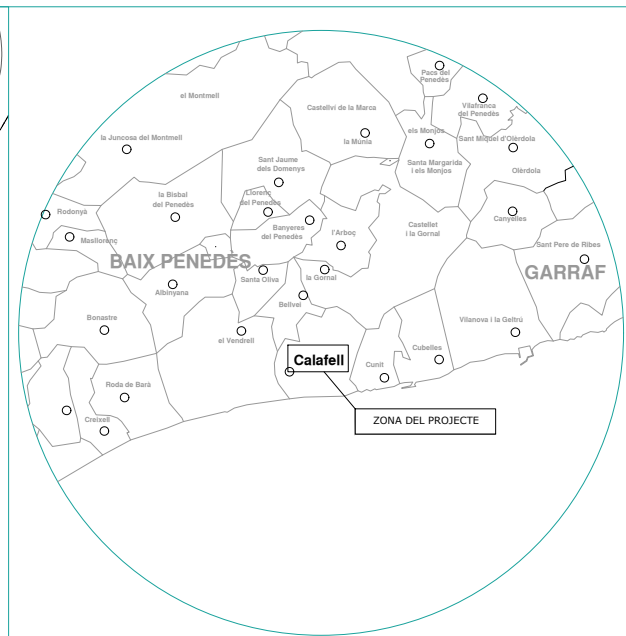 Pacs del
Penedès
el Montmell
Vilafranca
del Penedès
Castellví de la Marca
la Juncosa del Montmell
els Monjos
la Múnia
Sant Miquel d'Olèrdola
Sant Jaume
dels Domenys
Santa Margarida
i els Monjos
Olèrdola
la Bisbal
del Penedès
Llorenç
del Penedès
Rodonyà
Canyelles
Banyeres
del Penedès
l'Arboç
Castellet
i la Gornal
Masllorenç
Sant Pere de Ribes
BAIX PENEDÈS
GARRAF
Santa Oliva
la Gornal
Albinyana
Bellvei
Bonastre
el Vendrell
Vilanova i la Geltrú
Cubelles
Calafell
Cunit
Roda de Barà
Creixell
ZONA DEL PROJECTE